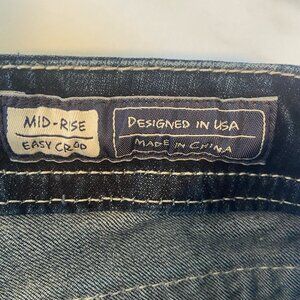 MID-RISE
EASY CROP
DESIGNED IN USA
MADE IN CHINA